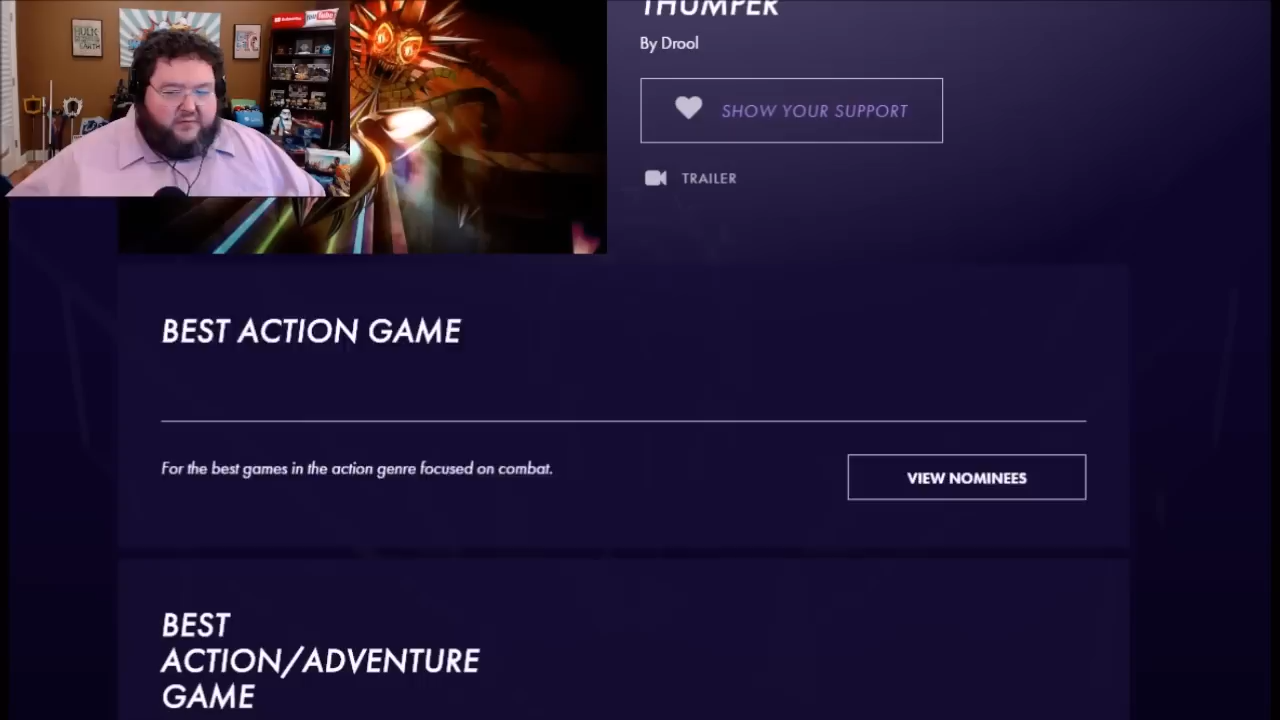 THUMPER
By Drool
SHOW YOUR SUPPORT
TRAILER
BEST ACTION GAME
For the best games in the action genre focused on combat.
VIEW NOMINEES
BEST
ACTION/ADVENTURE
GAME